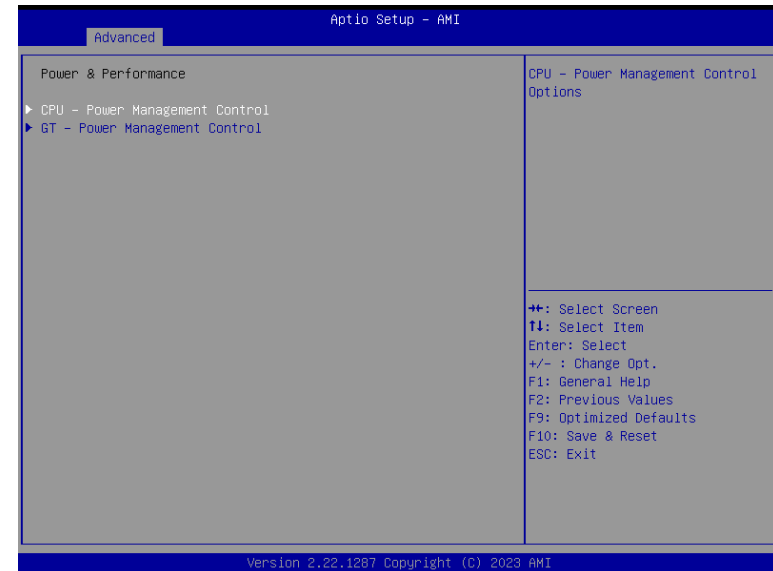 Aptio Setup – AMI
Advanced
Power & Performance
▶ CPU – Power Management Control
▶ GT – Power Management Control
CPU – Power Management Control
Options
→←: Select Screen
↑↓: Select Item
Enter: Select
+/- : Change Opt.
F1: General Help
F2: Previous Values
F9: Optimized Defaults
F10: Save & Reset
ESC: Exit
Version 2.22.1287 Copyright (C) 2023 AMI